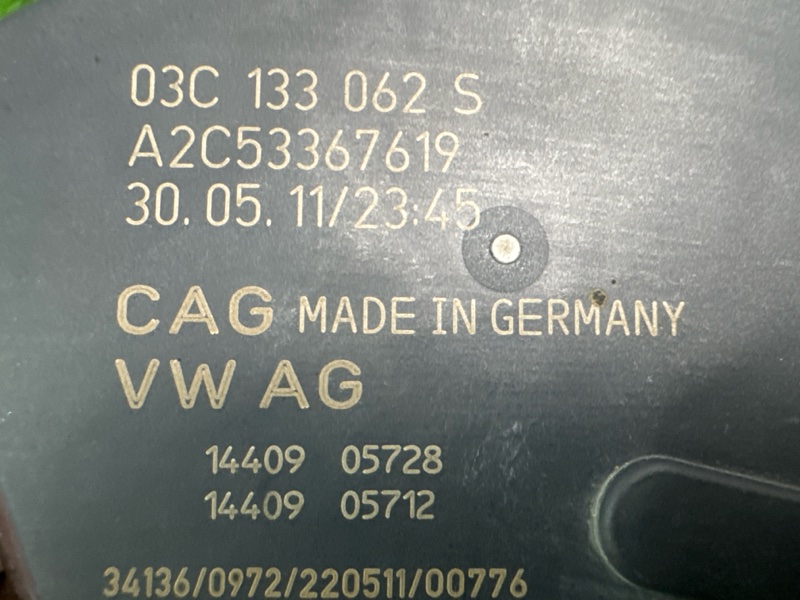 03C 133 062 S
A2C53367619
30.05.11/23:45
CAG MADE IN GERMANY
VW AG
14409 05728
14409 05712
34136/0972/220511/00776